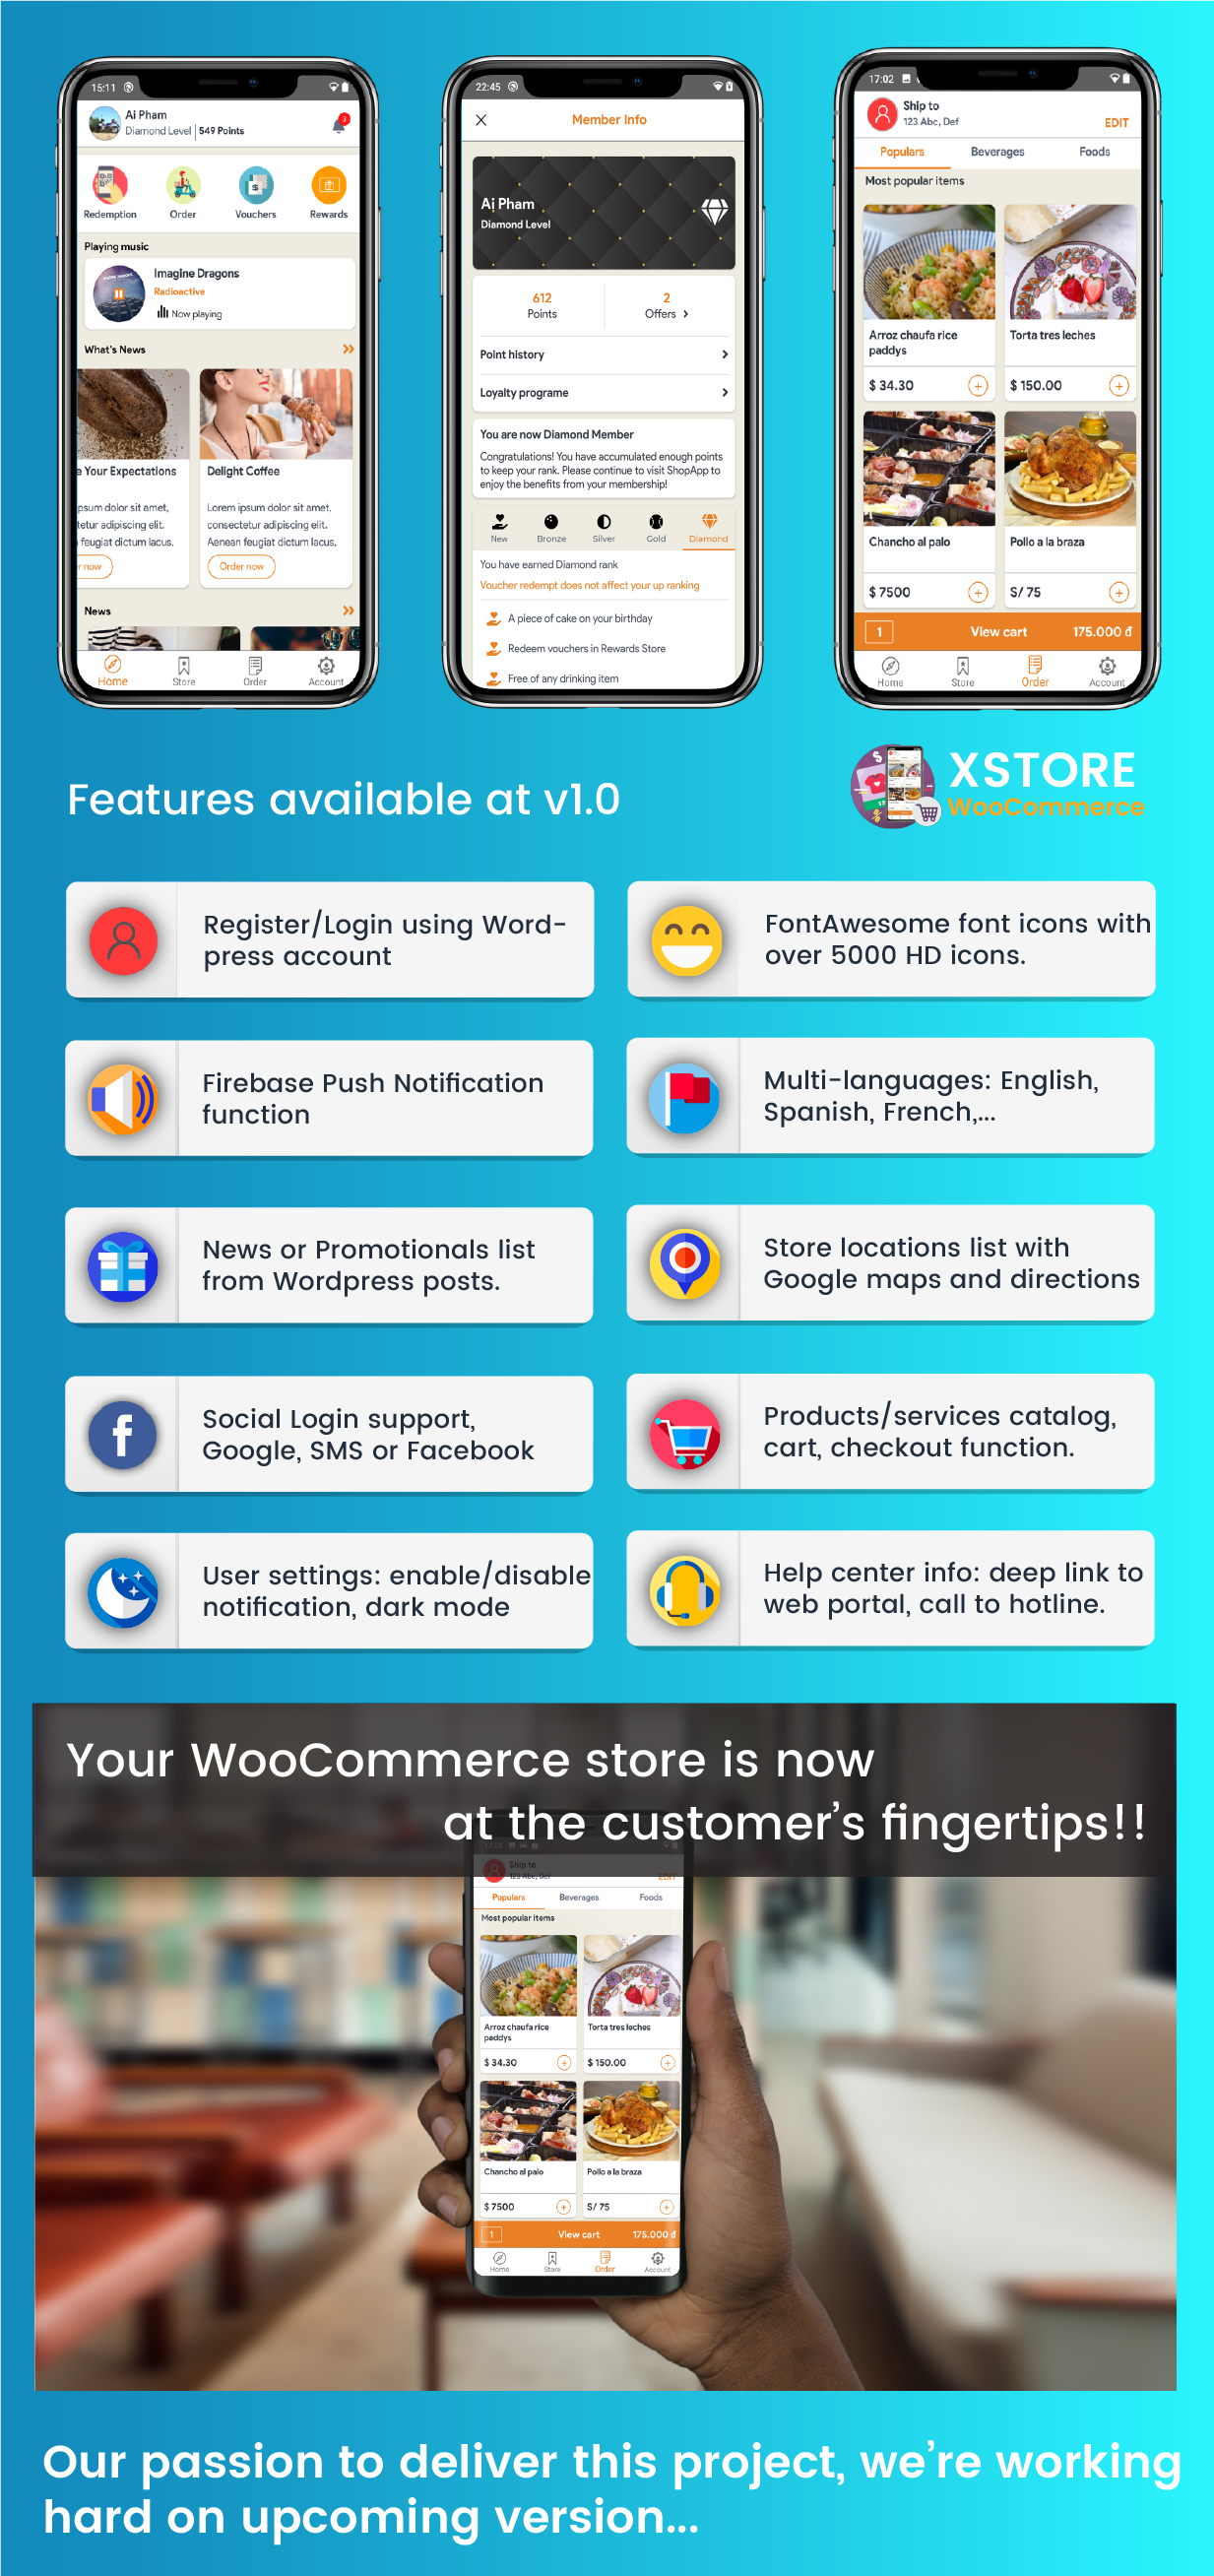 15:11
Ai Pham
Diamond Level | 549 Points
3
Redemption
Order
Vouchers
Rewards
Playing music
Imagine Dragons
Radioactive
Now playing
What's News
e Your Expectations
psum dolor sit amet,
tetur adipiscing elit.
feugiat dictum lacus.
r now
Delight Coffee
Lorem ipsum dolor sit amet,
consectetur adipiscing elit.
Aenean feugiat dictum lacus,
Order now
News
Home
Store
Order
Account
22:45
Member Info
Ai Pham
Diamond Level
612
Points
2
Offers
Point history
Loyalty programe
You are now Diamond Member
Congratulations! You have accumulated enough points
to keep your rank. Please continue to visit ShopApp to
enjoy the benefits from your membership!
New
Bronze
Silver
Gold
Diamond
You have earned Diamond rank
Voucher redempt does not affect your up ranking
A piece of cake on your birthday
Redeem vouchers in Rewards Store
Free of any drinking item
17:02
Ship to
123 Abc, Def
EDIT
Populars
Beverages
Foods
Most popular items
Arroz chaufa rice
paddys
$ 34.30
Torta tres leches
$ 150.00
Chancho al palo
$ 7500
Pollo a la braza
S/ 75
1
View cart
175.000 đ
Home
Store
Order
Account
Features available at v1.0
XSTORE
WooCommerce
Register/Login using Word-
press account
FontAwesome font icons with
over 5000 HD icons.
Firebase Push Notification
function
Multi-languages: English,
Spanish, French,...
News or Promotionals list
from Wordpress posts.
Store locations list with
Google maps and directions
Social Login support,
Google, SMS or Facebook
Products/services catalog,
cart, checkout function.
User settings: enable/disable
notification, dark mode
Help center info: deep link to
web portal, call to hotline.
Your WooCommerce store is now
at the customer's fingertips!!
17:02
Ship to
123 Abc, Def
EDIT
Populars
Beverages
Foods
Most popular items
Arroz chaufa rice
paddys
$ 34.30
Torta tres leches
$ 150.00
Chancho al palo
$ 7500
Pollo a la braza
S/ 75
1
View cart
175.000 đ
Home
Store
Order
Account
Our passion to deliver this project, we're working
hard on upcoming version...